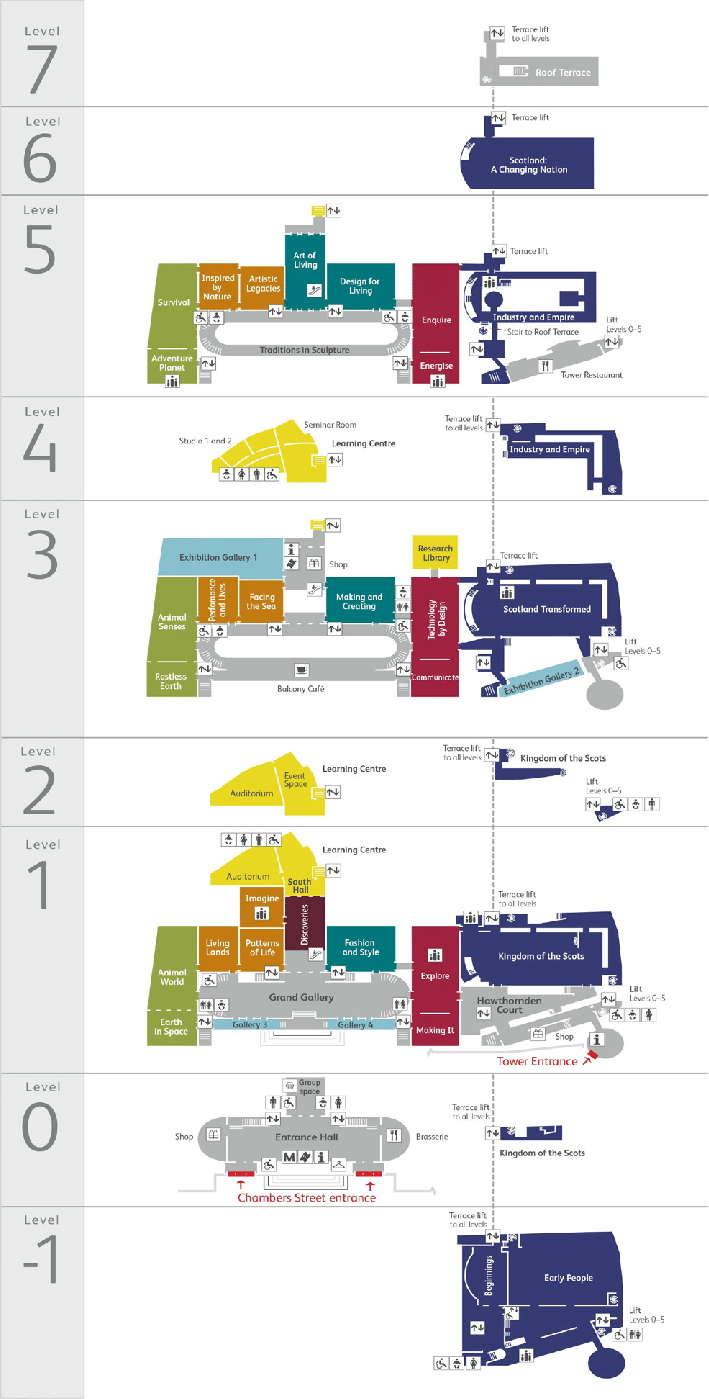 Level
7
Terrace lift
to all levels
Roof Terrace
Level
6
Terrace lift
Scotland:
A Changing Nation
Level
5
Art of
Living
Survival
Inspired
by
Nature
Artistic
Legacies
Design for
Living
Enquire
Terrace lift
Industry and Empire
Stair to Roof Terrace
Lift
Levels 0–5
Traditions in Sculpture
Adventure
Planet
Energise
Tower Restaurant
Level
4
Studio 1 and 2
Seminar Room
Learning Centre
Terrace lift
to all levels
Industry and Empire
Level
3
Exhibition Gallery 1
Shop
Research
Library
Terrace lift
Animal
Senses
Perfomance
and Lives
Facing
the Sea
Making and
Creating
Technology
by Design
Scotland Transformed
Lift
Levels 0–5
Restless
Earth
Balcony Café
Communicate
Exhibition Gallery 2
Level
2
Auditorium
Event
Space
Learning Centre
Terrace lift
to all levels
Kingdom of the Scots
Lift
Levels 0–5
Level
1
Auditorium
South
Hall
Learning Centre
Terrace lift
to all levels
Imagine
Discoveries
Living
Lands
Patterns
of Life
Fashion
and Style
Explore
Kingdom of the Scots
Animal
World
Grand Gallery
Hawthornden
Court
Lift
Levels 0–5
Earth
in Space
Gallery 3
Gallery 4
Making It
Shop
i
Tower Entrance
Level
0
Group
space
Shop
Entrance Hall
Brasserie
M
i
Chambers Street entrance
Terrace lift
to all levels
Kingdom of the Scots
Level
-1
Terrace lift
to all levels
Beginnings
Early People
Lift
Levels 0–5